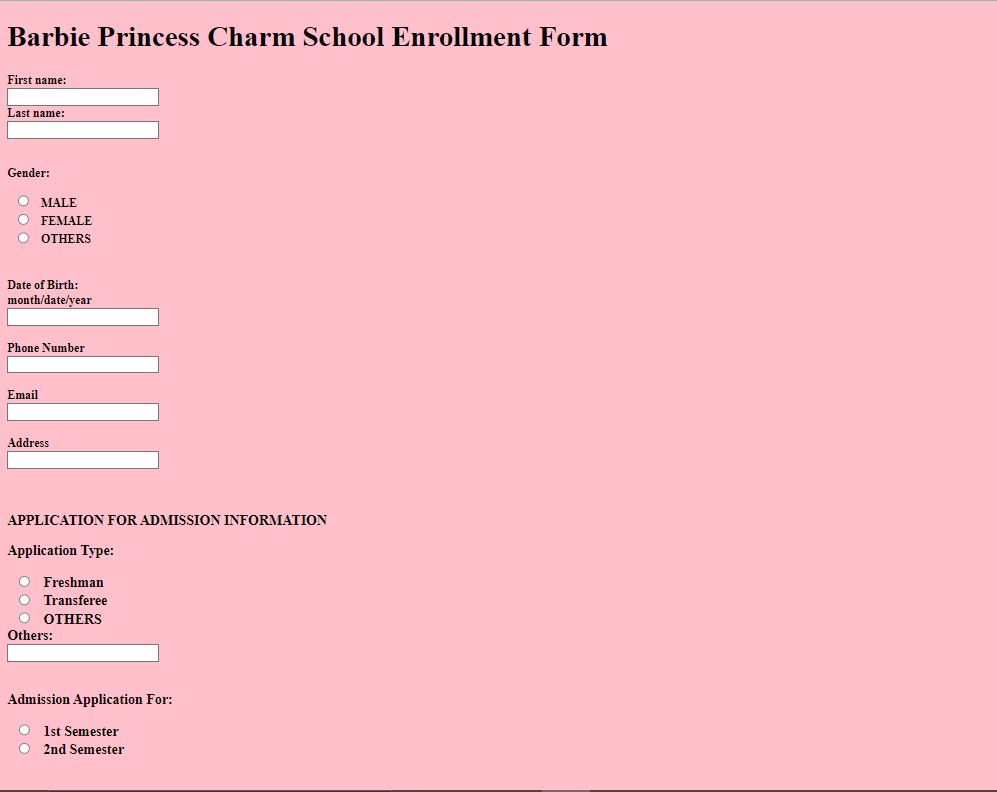 Barbie Princess Charm School Enrollment Form
First name:
Last name:
Gender:
MALE
FEMALE
OTHERS
Date of Birth:
month/date/year
Phone Number
Email
Address
APPLICATION FOR ADMISSION INFORMATION
Application Type:
Freshman
Transferee
OTHERS
Others:
Admission Application For:
1st Semester
2nd Semester